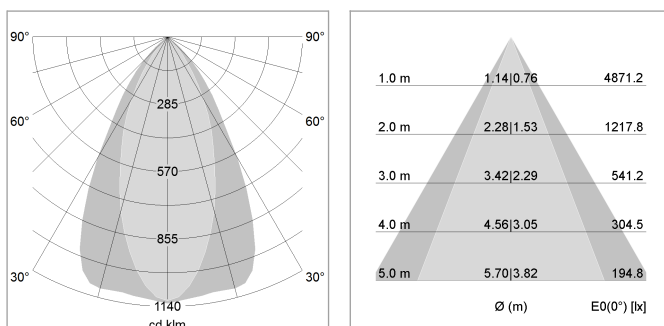 90° 90°
285
60° 60°
570
855
30° 30°
1140
cd klm
1.0 m 1.14|0.76 4871.2
2.0 m 2.28|1.53 1217.8
3.0 m 3.42|2.29 541.2
4.0 m 4.56|3.05 304.5
5.0 m 5.70|3.82 194.8
Ø (m) E0(0°) [lx]